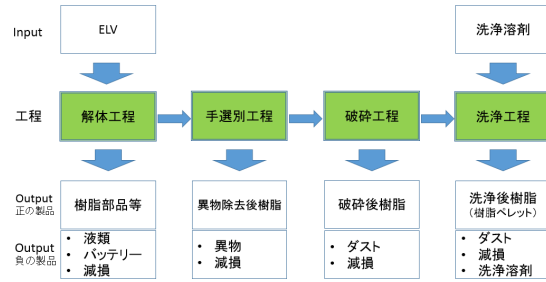 Input
ELV
洗浄溶剤
工程
解体工程
手選別工程
破砕工程
洗浄工程
Output
正の製品
樹脂部品等
異物除去後樹脂
破砕後樹脂
洗浄後樹脂
(樹脂ペレット)
Output
負の製品
• 液類
• バッテリー
• 減損
• 異物
• 減損
• ダスト
• 減損
• ダスト
• 減損
• 洗浄溶剤